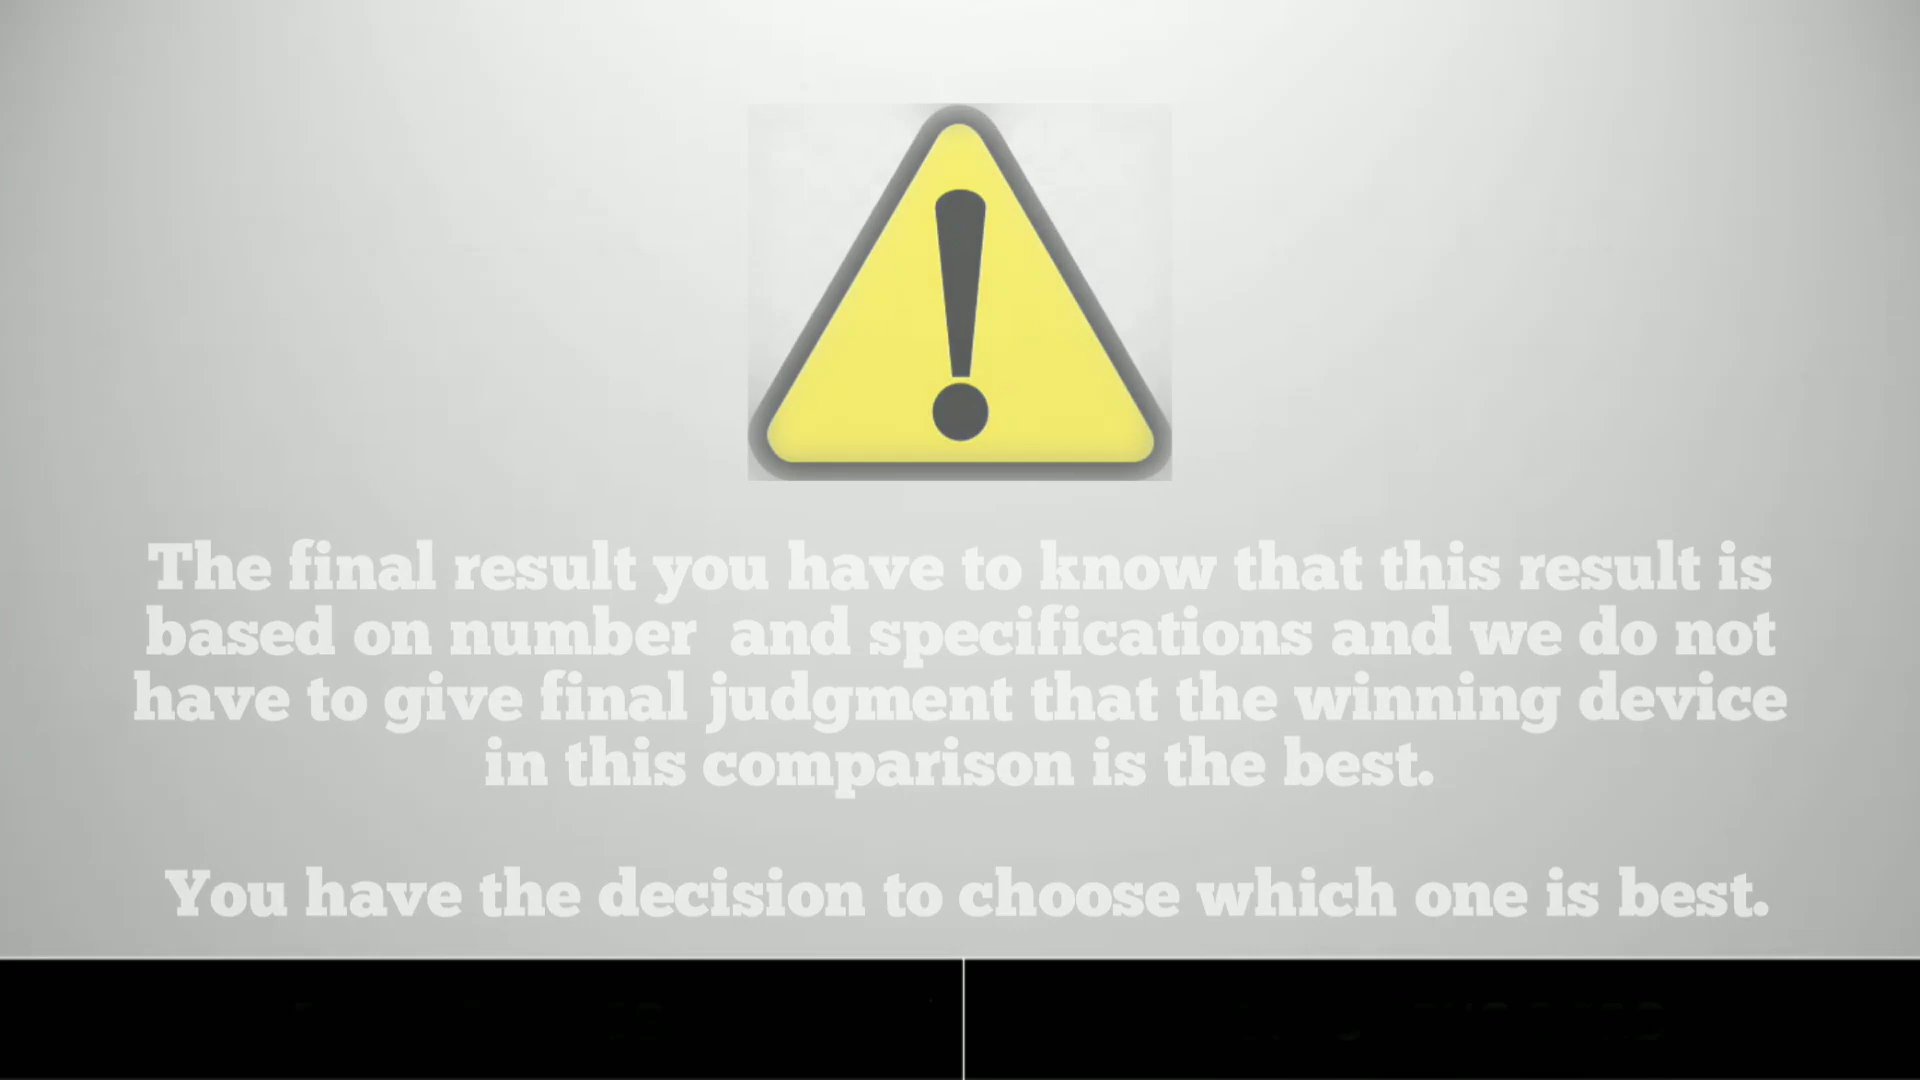 The final result you have to know that this result is
based on number  and specifications and we do not
have to give final judgment that the winning device
in this comparison is the best.
You have the decision to choose which one is best.